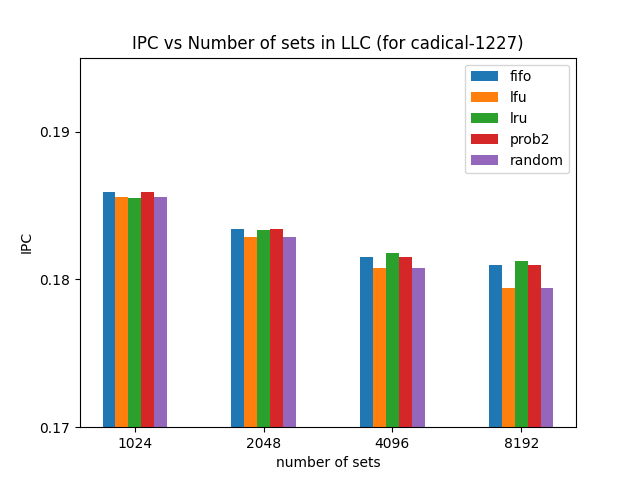 IPC vs Number of sets in LLC (for cadical-1227)
fifo
lfu
lru
prob2
random
0.19
0.18
0.17
IPC
1024 2048 4096 8192
number of sets